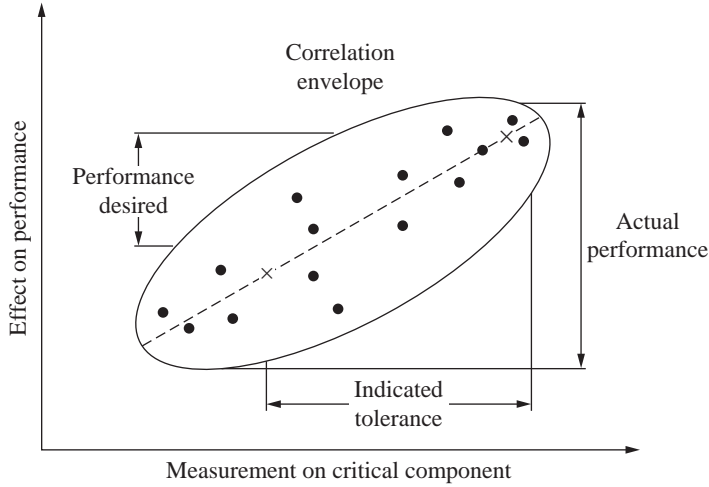 Correlation
envelope
Performance
desired
Actual
performance
Indicated
tolerance
Effect on performance
Measurement on critical component